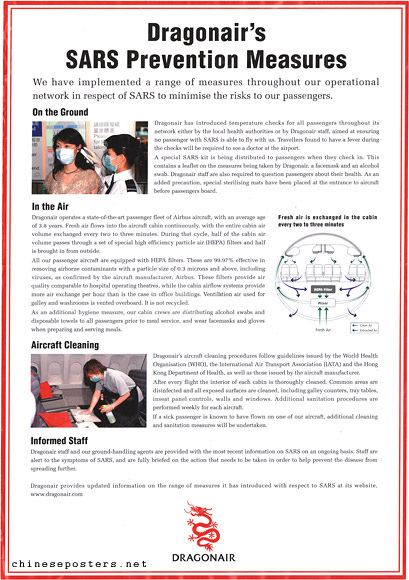 Dragonair's
SARS Prevention Measures
We have implemented a range of measures throughout our operational
network in respect of SARS to minimise the risks to our passengers.
On the Ground
Dragonair has introduced temperature checks for all passengers throughout its
network either by the local health authorities or by Dragonair staff, aimed at ensuring
no passenger with SARS is able to fly with us. Travellers found to have a fever during
the checks will be required to see a doctor at the airport.
A special SARS kit is being distributed to passengers when they check in. This
contains a leaflet on the measures being taken by Dragonair, a facemask and an alcohol
swab. Dragonair staff are also required to question passengers about their health. As an
added precaution, special sterilising mats have been placed at the entrance to aircraft
before passengers board.
In the Air
Dragonair operates a state-of-the-art passenger fleet of Airbus aircraft, with an average age
of 3.8 years. Fresh air flows into the aircraft cabin continuously, with the entire cabin air
volume exchanged every two to three minutes. During that cycle, half of the cabin air
volume passes through a set of special high efficiency particle air (HEPA) filters and half
is brought in from outside.
All our passenger aircraft are equipped with HEPA filters. These are 99.97% effective in
removing airborne contaminants with a particle size of 0.3 microns and above, including
viruses, as confirmed by the aircraft manufacturer, Airbus. These filters provide air
quality comparable to hospital operating theatres, while the cabin airflow systems provide
more air exchange per hour than is the case in office buildings. Ventilation air used for
galley and washrooms is vented overboard. It is not recycled.
As an additional hygiene measure, our cabin crews are distributing alcohol swabs and
disposable towels to all passengers prior to meal service, and wear facemasks and gloves
when preparing and serving meals.
Fresh air is exchanged in the cabin
every two to three minutes
HEPA Filter
Mixer
Fresh Air
Clean Air
Extracted Air
Aircraft Cleaning
Dragonair's aircraft cleaning procedures follow guidelines issued by the World Health
Organisation (WHO), the International Air Transport Association (IATA) and the Hong
Kong Department of Health, as well as those issued by the aircraft manufacturer.
After every flight the interior of each cabin is thoroughly cleaned. Common areas are
disinfected and all exposed surfaces are cleaned, including galley counters, tray tables,
inseat panel controls, walls and windows. Additional sanitation procedures are
performed weekly for each aircraft.
If a sick passenger is known to have flown on one of our aircraft, additional cleaning
and sanitation measures will be undertaken.
Informed Staff
Dragonair staff and our ground-handling agents are provided with the most recent information on SARS on an ongoing basis. Staff are
alert to the symptoms of SARS, and are fully briefed on the action that needs to be taken in order to help prevent the disease from
spreading further.
Dragonair provides updated information on the range of measures it has introduced with respect to SARS at its website,
www.dragonair.com
DRAGONAIR
chineseposters.net